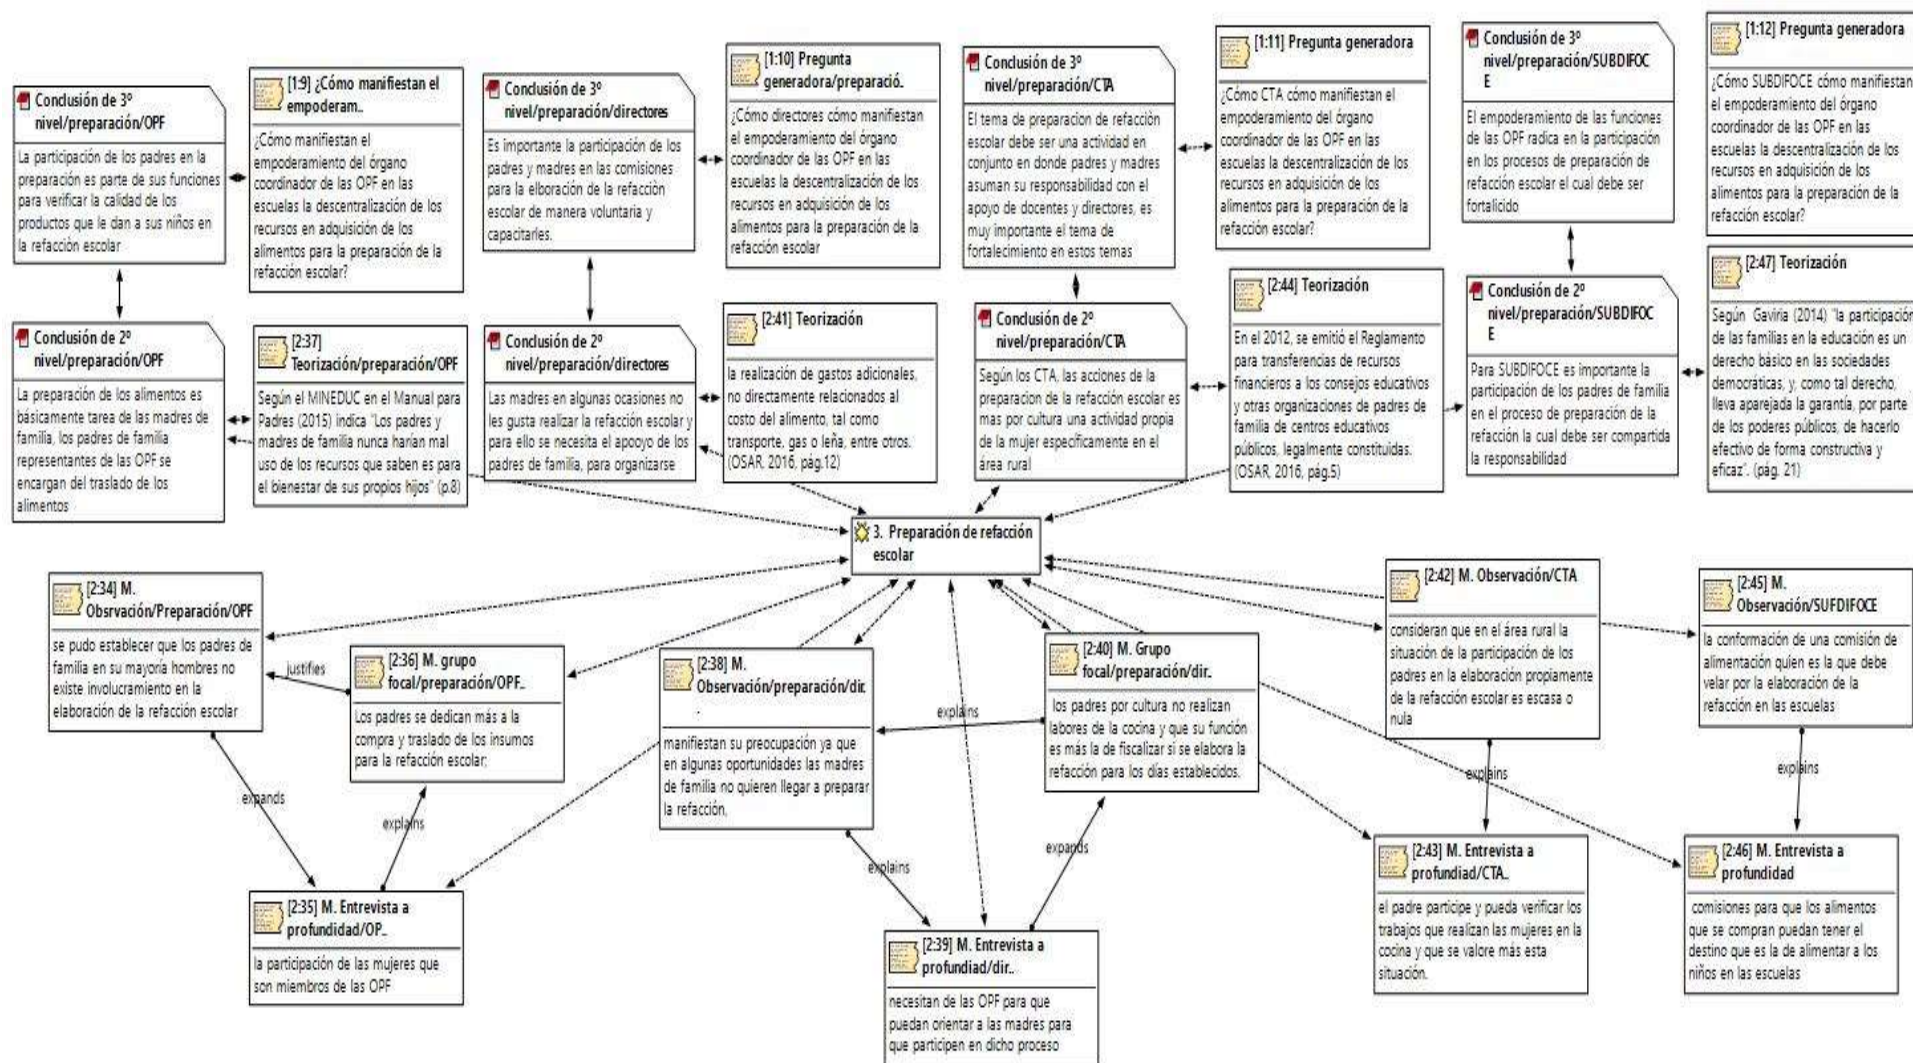 Conclusión de 3º
nivel/preparación/OPF
La participación de los padres en la
preparación es parte de sus funciones
para verificar la calidad de los
productos que le dan a sus niños en
la refacción escolar
[1:9] ¿Cómo manifiestan el
empoderam..
¿Cómo manifiestan el
empoderamiento del órgano
coordinador de las OPF en las
escuelas la descentralización de los
recursos en adquisición de los
alimentos para la preparación de la
refacción escolar?
Conclusión de 3º
nivel/preparación/directores
Es importante la participación de los
padres y madres en las comisiones
para la elboración de la refacciòn
escolar de manera voluntaria y
capacitarles.
[1:10] Pregunta
generadora/preparació..
¿Cómo directores cómo manifiestan
el empoderamiento del órgano
coordinador de las OPF en las
escuelas la descentralización de los
recursos en adquisición de los
alimentos para la preparación de la
refacción escolar
Conclusión de 3º
nivel/preparación/CTA
El tema de preparacion de refacciòn
escolar debe ser una actividad en
conjunto en donde padres y madres
asuman su responsabilidad con el
apoyo de docentes y directores, es
muy importante el tema de
fortalecimiento en estos temas
[1:11] Pregunta generadora
¿Cómo CTA cómo manifiestan el
empoderamiento del órgano
coordinador de las OPF en las
escuelas la descentralización de los
recursos en adquisición de los
alimentos para la preparación de la
refacción escolar?
Conclusión de 3º
nivel/preparación/SUBDIFOC
E
El empoderamiento de las funciones
de las OPF radica en la participación
en los procesos de preparación de
refacción escolar el cual debe ser
fortalicido
[1:12] Pregunta generadora
¿Cómo SUBDIFOCE cómo manifiestan
el empoderamiento del órgano
coordinador de las OPF en las
escuelas la descentralización de los
recursos en adquisición de los
alimentos para la preparación de la
refacción escolar?
Conclusión de 2º
nivel/preparación/OPF
La preparación de los alimentos es
básicamente tarea de las madres de
familia, los padres de familia
representantes de las OPF se
encargan del traslado de los
alimentos
[2:37]
Teorización/preparación/OPF
Según el MINEDUC en el Manual para
Padres (2015) indica "Los padres y
madres de familia nunca harían mal
uso de los recursos que saben es para
el bienestar de sus propios hijos" (p.8)
Conclusión de 2º
nivel/preparación/directores
Las madres en algunas ocasiones no
les gusta realizar la refacción escolar y
para ello se necesita el apooyo de los
padres de familia, para organizarse
[2:41] Teorización
la realización de gastos adicionales,
no directamente relacionados al
costo del alimento, tal como
transporte, gas o leña, entre otros.
(OSAR, 2016, pág.12)
Conclusión de 2º
nivel/preparación/CTA
Según los CTA, las acciones de la
preparacion de la refacción escolar es
mas por cultura una actividad propia
de la mujer específicamente en el
área rural
[2:44] Teorización
En el 2012, se emitió el Reglamento
para transferencias de recursos
financieros a los consejos educativos
y otras organizaciones de padres de
familia de centros educativos
públicos, legalmente constituidas.
(OSAR, 2016, pág.5)
Conclusión de 2º
nivel/preparación/SUBDIFOC
E
Para SUBDIFOCE es importante la
participación de los padres de familia
en el proceso de preparación de la
refacción la cual debe ser compartida
la responsabilidad
[2:47] Teorización
Según Gaviria (2014) "la participación
de las familias en la educación es un
derecho básico en las sociedades
democráticas, y, como tal derecho,
lleva aparejada la garantía, por parte
de los poderes públicos, de hacerlo
efectivo de forma constructiva y
eficaz". (pág. 21)
3. Preparación de refacción
escolar
[2:34] M.
Obsrvación/Preparación/OPF
se pudo establecer que los padres de
familia en su mayoría hombres no
existe involucramiento en la
elaboración de la refacción escolar
justifies
[2:36] M. grupo
focal/preparación/OPF..
Los padres se dedican más a la
compra y traslado de los insumos
para la refacción escolar;
[2:38] M.
Observación/preparación/dir.
.
manifiestan su preocupación ya que
en algunas oportunidades las madres
de familia no quieren llegar a preparar
la refacción,
explains
[2:40] M. Grupo
focal/preparación/dir..
los padres por cultura no realizan
labores de la cocina y que su función
es más la de fiscalizar si se elabora la
refacción para los días establecidos.
[2:42] M. Observación/CTA
consideran que en el área rural la
situación de la participación de los
padres en la elaboración propiamente
de la refacción escolar es escasa o
nula
[2:45] M.
Observación/SUFDIFOCE
la conformación de una comisión de
alimentación quien es la que debe
velar por la elaboración de la
refacción en las escuelas
expands
explains
explains
expands
explains
explains
[2:35] M. Entrevista a
profundidad/OP..
la participación de las mujeres que
son miembros de las OPF
[2:39] M. Entrevista a
profundiad/dir..
necesitan de las OPF para que
puedan orientar a las madres para
que participen en dicho proceso
[2:43] M. Entrevista a
profundiad/CTA..
el padre participe y pueda verificar los
trabajos que realizan las mujeres en la
cocina y que se valore más esta
situación.
[2:46] M. Entrevista a
profundidad
comisiones para que los alimentos
que se compran puedan tener el
destino que es la de alimentar a los
niños en las escuelas